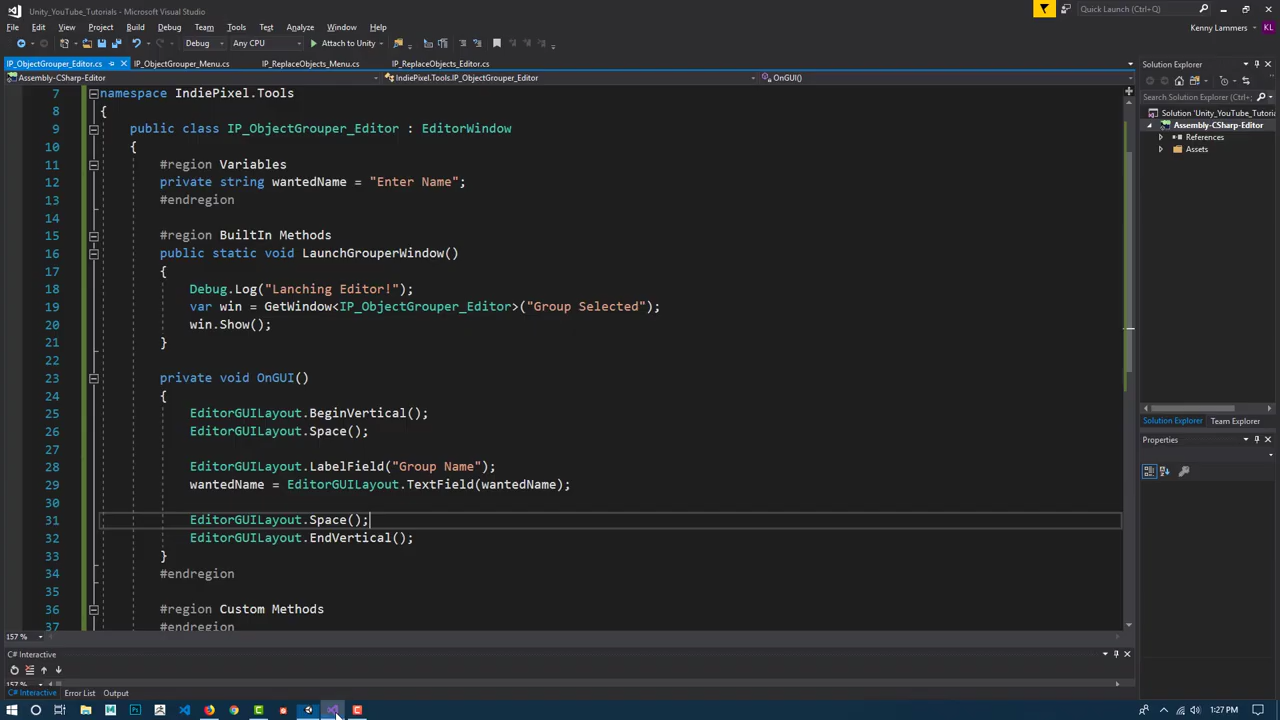 Unity_YouTube_Tutorials - Microsoft Visual Studio
Quick Launch (Ctrl+Q)
File Edit View Project Build Debug Team Tools Test Analyze Window Help
Kenny Lammers KL
Debug Any CPU Attach to Unity
IP_ObjectGrouper_Editor.cs IP_ObjectGrouper_Menu.cs IP_ReplaceObjects_Menu.cs IP_ReplaceObjects_Editor.cs
Assembly-CSharp-Editor IndiePixel.Tools.IP_ObjectGrouper_Editor OnGUI()
7 namespace IndiePixel.Tools
8 {
9 public class IP_ObjectGrouper_Editor : EditorWindow
10 {
11 #region Variables
12 private string wantedName = "Enter Name";
13 #endregion
14
15 #region BuiltIn Methods
16 public static void LaunchGrouperWindow()
17 {
18 Debug.Log("Lanching Editor!");
19 var win = GetWindow<IP_ObjectGrouper_Editor>("Group Selected");
20 win.Show();
21 }
22
23 private void OnGUI()
24 {
25 EditorGUILayout.BeginVertical();
26 EditorGUILayout.Space();
27
28 EditorGUILayout.LabelField("Group Name");
29 wantedName = EditorGUILayout.TextField(wantedName);
30
31 EditorGUILayout.Space();
32 EditorGUILayout.EndVertical();
33 }
34 #endregion
35
36 #region Custom Methods
37 #endregion
157 %
Solution Explorer
Search Solution Explorer (Ctrl+
Solution 'Unity_YouTube_Tutoria
Assembly-CSharp-Editor
References
Assets
Solution Explorer Team Explorer
Properties
C# Interactive
157 %
C# Interactive Error List Output
1:27 PM